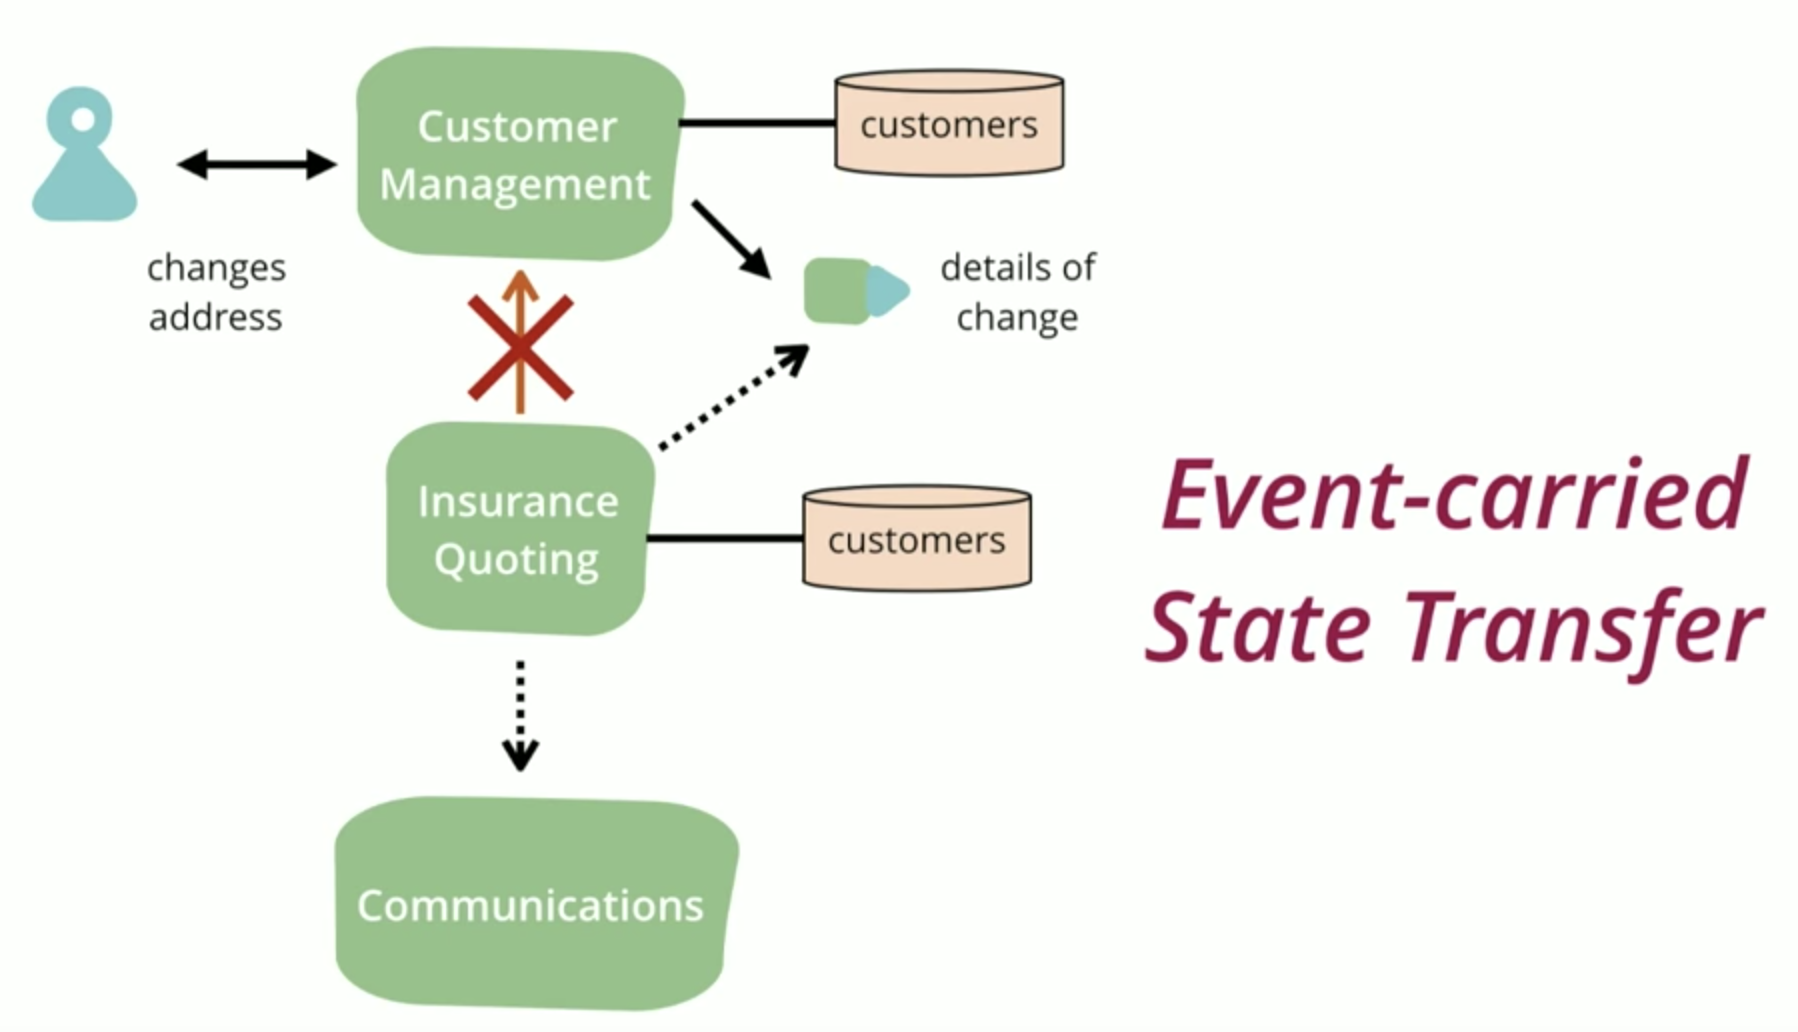 Customer
Management
customers
changes
address
details of
change
Insurance
Quoting
customers
Event-carried
State Transfer
Communications